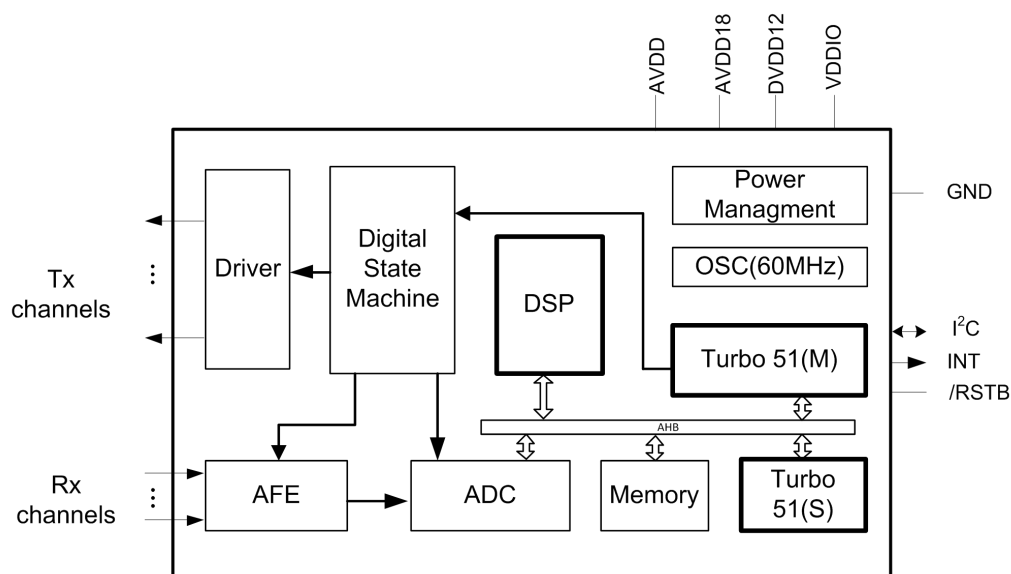 AVDD
AVDD18
DVDD12
VDDIO
Power
Managment
GND
Digital
State
Machine
Driver
OSC(60MHz)
DSP
Tx
channels
I²C
Turbo 51(M)
INT
/RSTB
AHB
Rx
channels
AFE
ADC
Memory
Turbo
51(S)